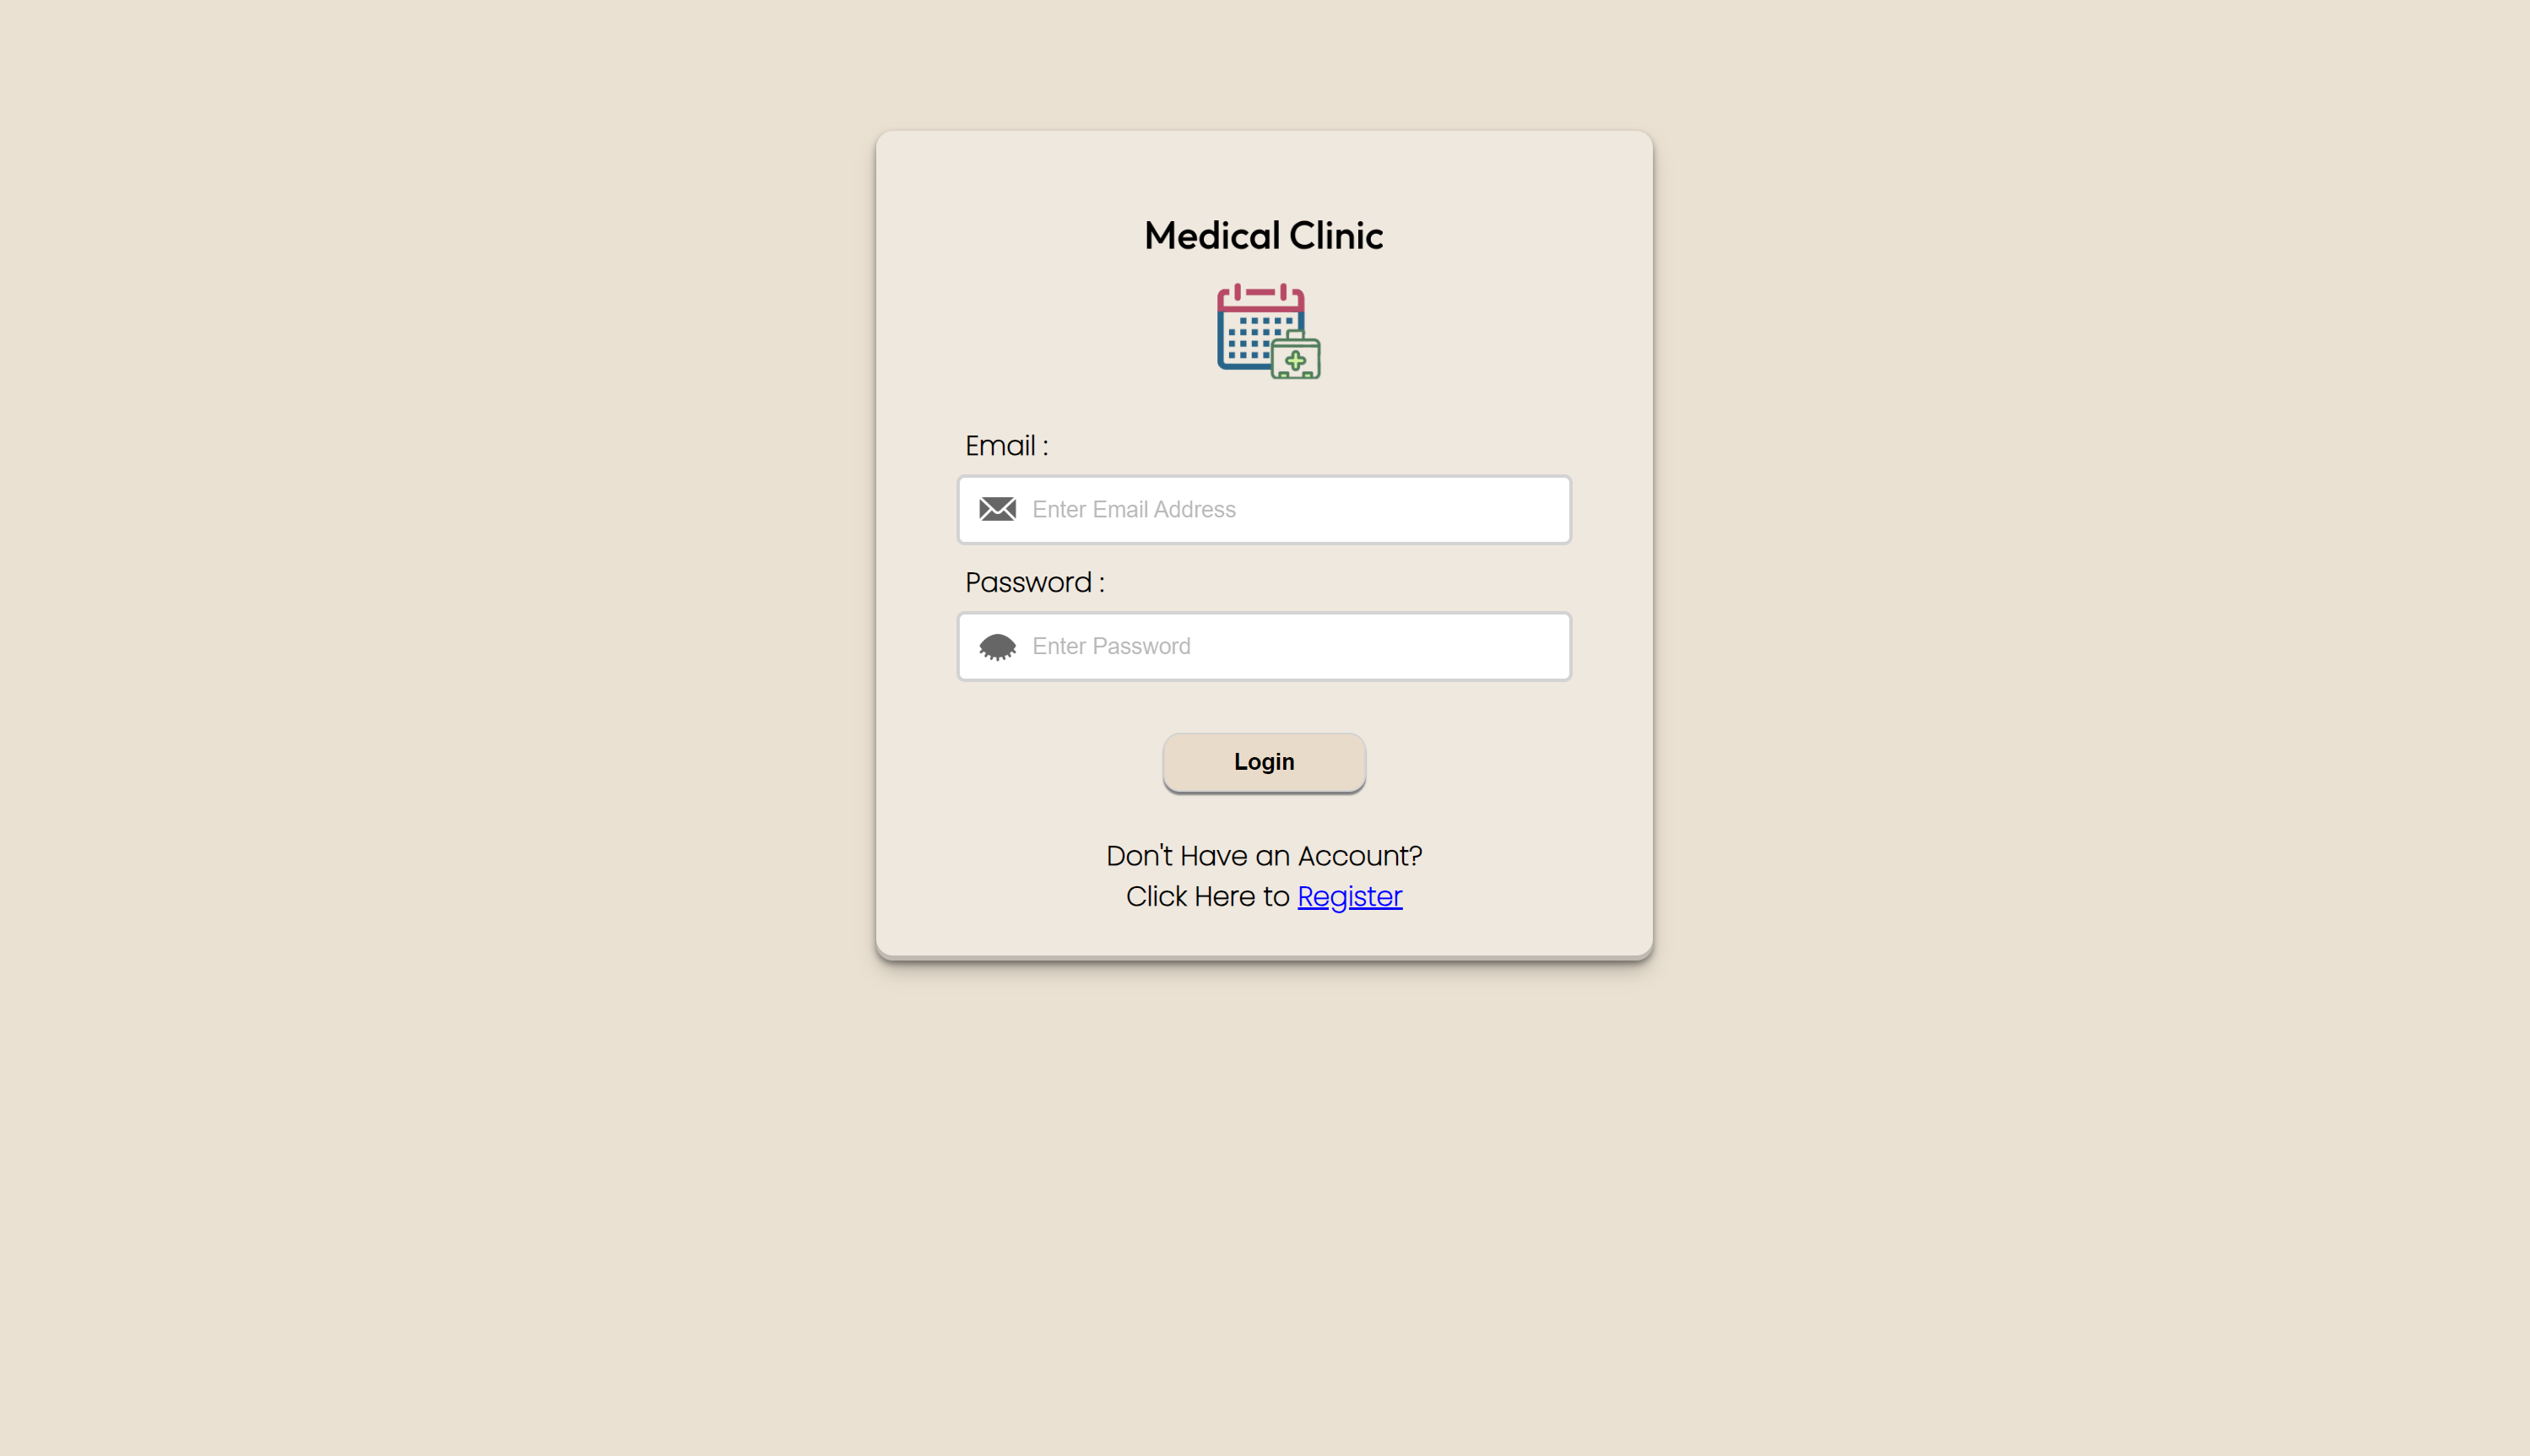 Medical Clinic
Email :
Enter Email Address
Password :
Enter Password
Login
Don't Have an Account?
Click Here to Register